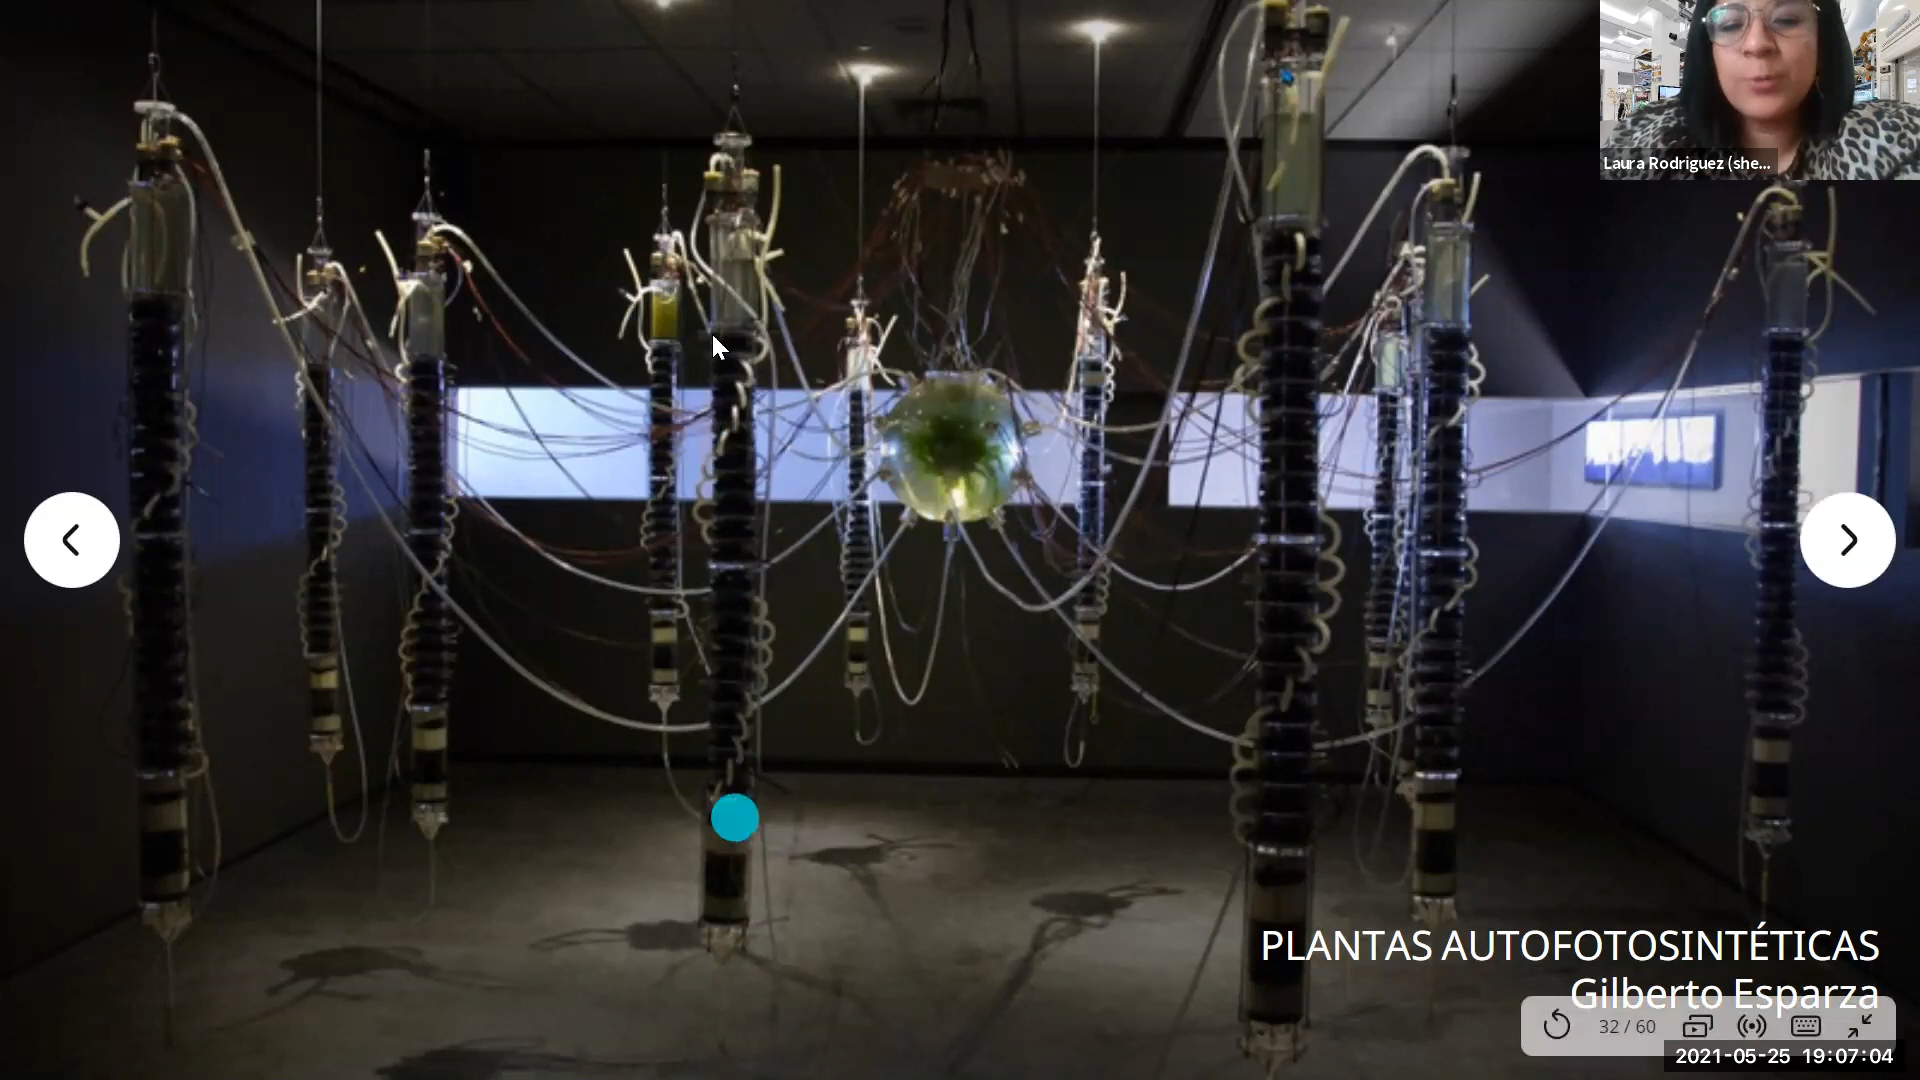 Laura Rodriguez (she...
PLANTAS AUTOFOTOSINTÉTICAS
Gilberto Esparza
32 / 60
2021-05-25 19:07:04